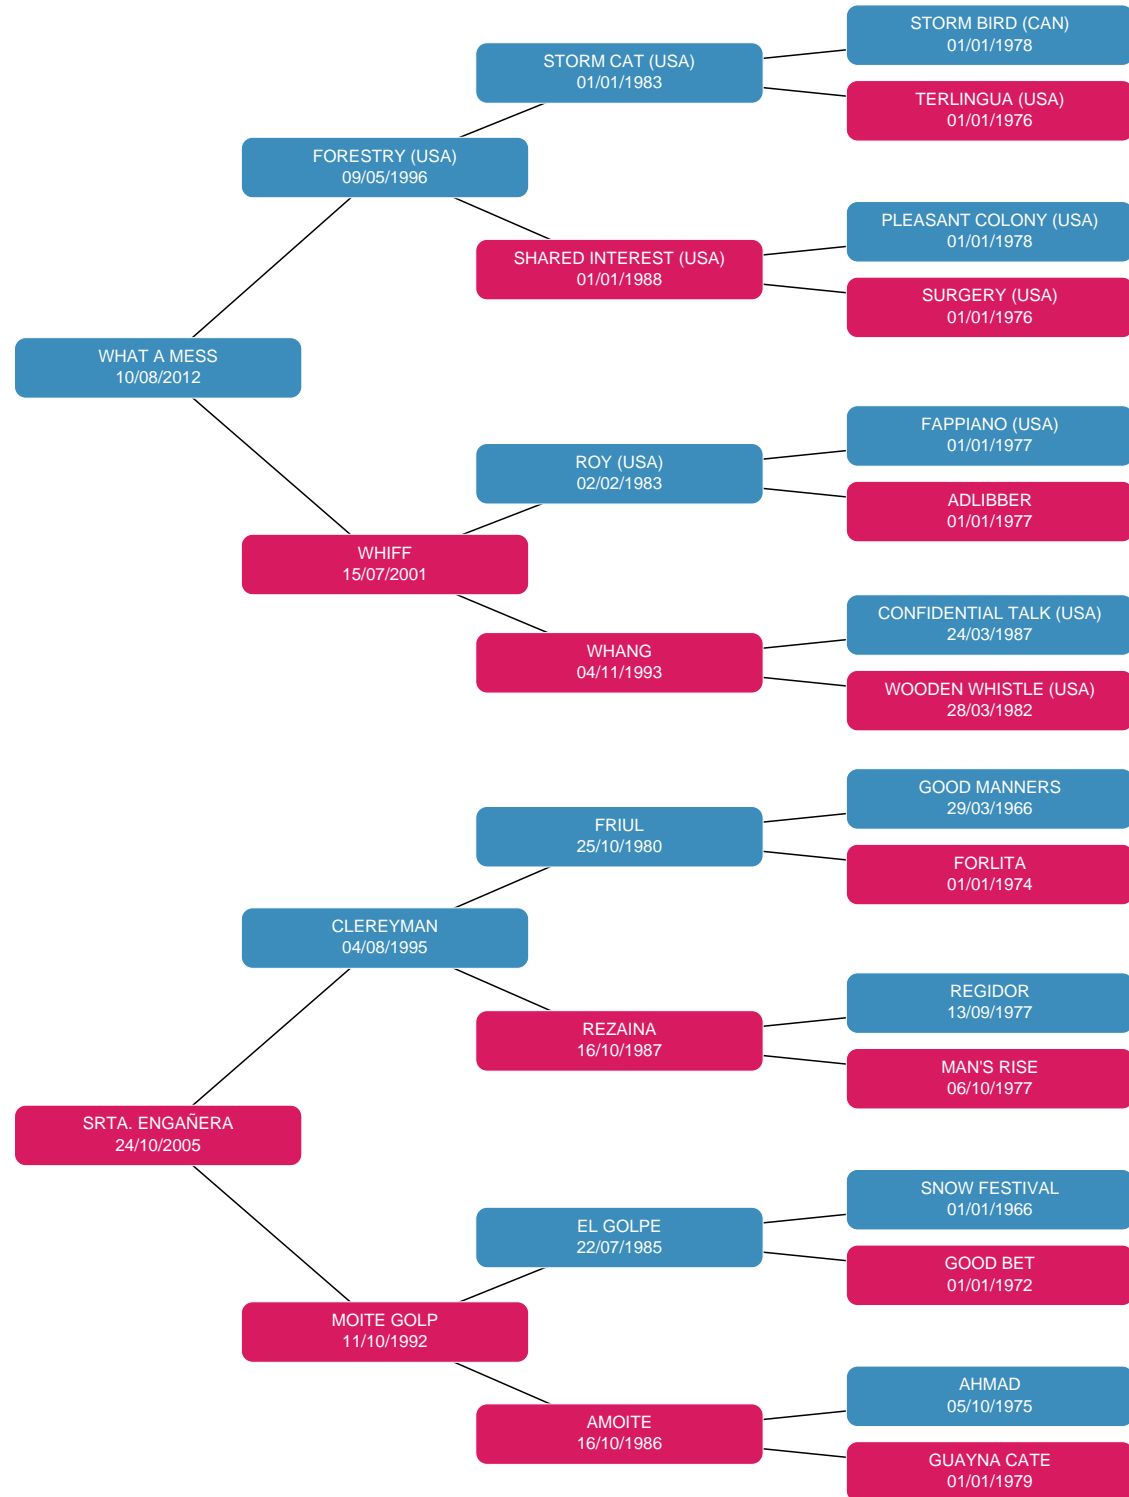 STORM BIRD (CAN)
01/01/1978
STORM CAT (USA)
01/01/1983
TERLINGUA (USA)
01/01/1976
FORESTRY (USA)
09/05/1996
PLEASANT COLONY (USA)
01/01/1978
SHARED INTEREST (USA)
01/01/1988
SURGERY (USA)
01/01/1976
WHAT A MESS
10/08/2012
FAPPIANO (USA)
01/01/1977
ROY (USA)
02/02/1983
ADLIBBER
01/01/1977
WHIFF
15/07/2001
CONFIDENTIAL TALK (USA)
24/03/1987
WHANG
04/11/1993
WOODEN WHISTLE (USA)
28/03/1982
GOOD MANNERS
29/03/1966
FRIUL
25/10/1980
FORLITA
01/01/1974
CLEREYMAN
04/08/1995
REGIDOR
13/09/1977
REZAINA
16/10/1987
MAN'S RISE
06/10/1977
SRTA. ENGAÑERA
24/10/2005
SNOW FESTIVAL
01/01/1966
EL GOLPE
22/07/1985
GOOD BET
01/01/1972
MOITE GOLP
11/10/1992
AHMAD
05/10/1975
AMOITE
16/10/1986
GUAYNA CATE
01/01/1979